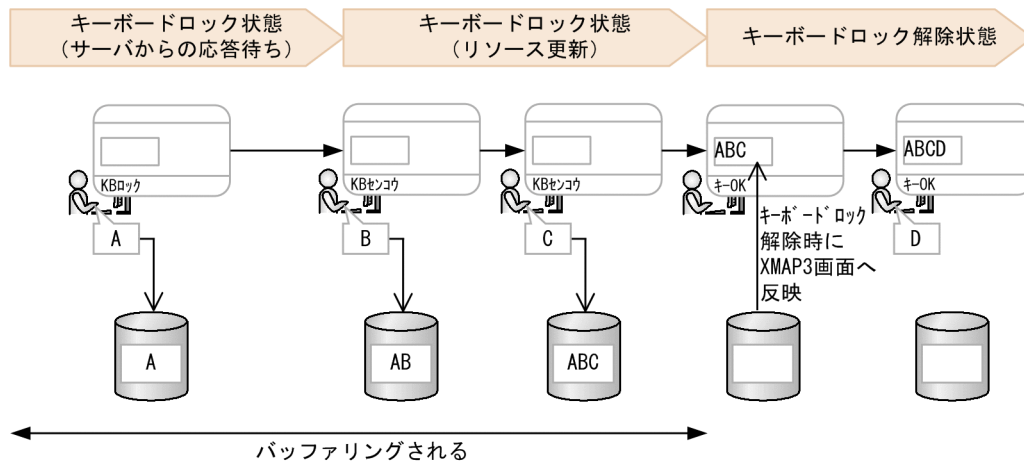 キーボードロック状態
(サーバからの応答待ち)
キーボードロック状態
(リソース更新)
キーボードロック解除状態
ABC
ABCD
KBロック
KBセンコウ
KBセンコウ
キーOK
キーOK
A
B
C
D
キーボードロック
解除時に
XMAP3画面へ
反映
A
AB
ABC
バッファリングされる